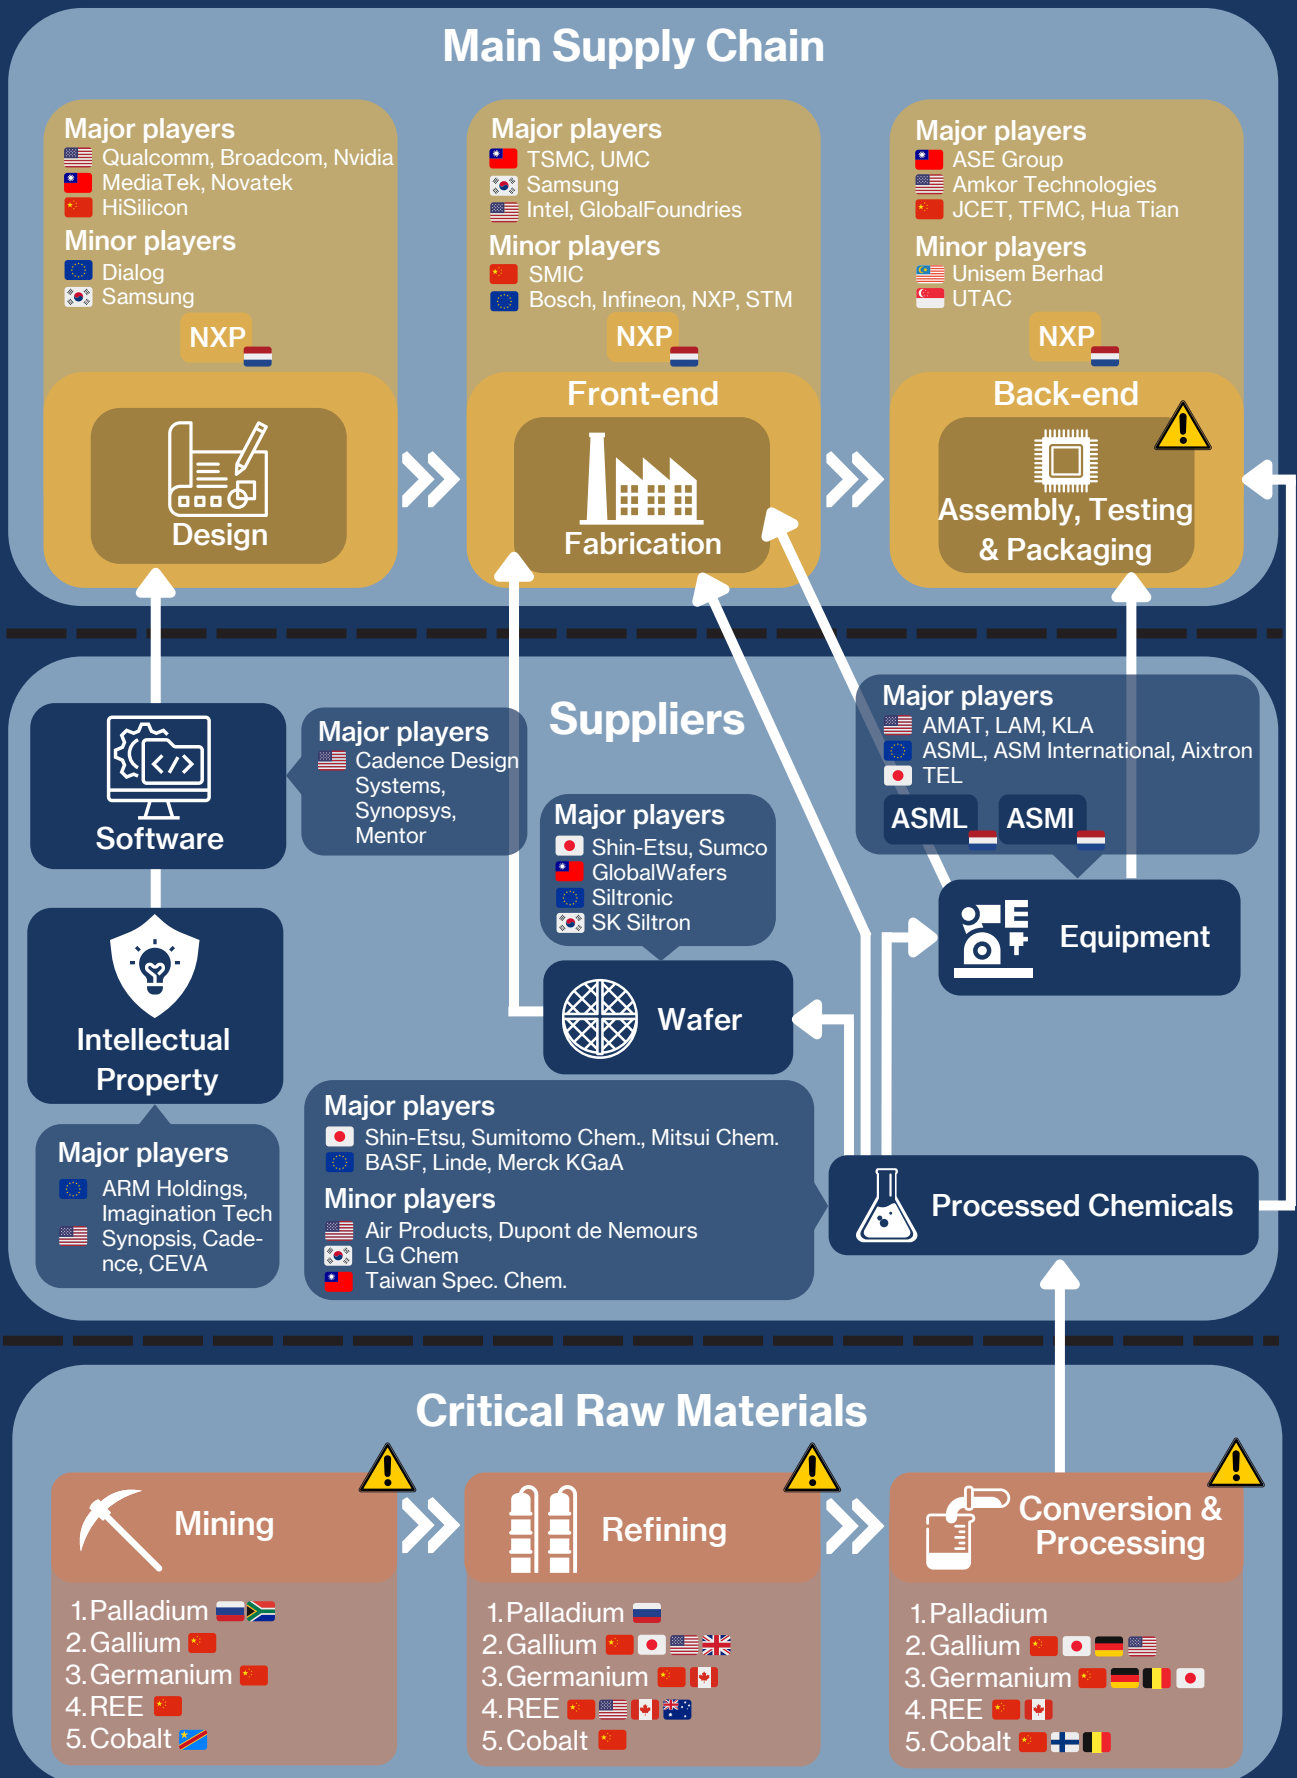 Main Supply Chain
Major players
Qualcomm, Broadcom, Nvidia
MediaTek, Novatek
HiSilicon
Minor players
Dialog
Samsung
NXP
Design
Major players
TSMC, UMC
Samsung
Intel, GlobalFoundries
Minor players
SMIC
Bosch, Infineon, NXP, STM
NXP
Front-end
Fabrication
Major players
ASE Group
Amkor Technologies
JCET, TFMC, Hua Tian
Minor players
Unisem Berhad
UTAC
NXP
Back-end
Assembly, Testing
& Packaging
Suppliers
Software
Major players
Cadence Design
Systems,
Synopsys,
Mentor
Intellectual
Property
Major players
ARM Holdings,
Imagination Tech
Synopsis, Cade-
nce, CEVA
Major players
Shin-Etsu, Sumco
GlobalWafers
Siltronic
SK Siltron
Wafer
Major players
AMAT, LAM, KLA
ASML, ASM International, Aixtron
TEL
ASML
ASMI
Equipment
Major players
Shin-Etsu, Sumitomo Chem., Mitsui Chem.
BASF, Linde, Merck KGaA
Minor players
Air Products, Dupont de Nemours
LG Chem
Taiwan Spec. Chem.
Processed Chemicals
Critical Raw Materials
Mining
1. Palladium
2. Gallium
3. Germanium
4. REE
5. Cobalt
Refining
1. Palladium
2. Gallium
3. Germanium
4. REE
5. Cobalt
Conversion &
Processing
1. Palladium
2. Gallium
3. Germanium
4. REE
5. Cobalt